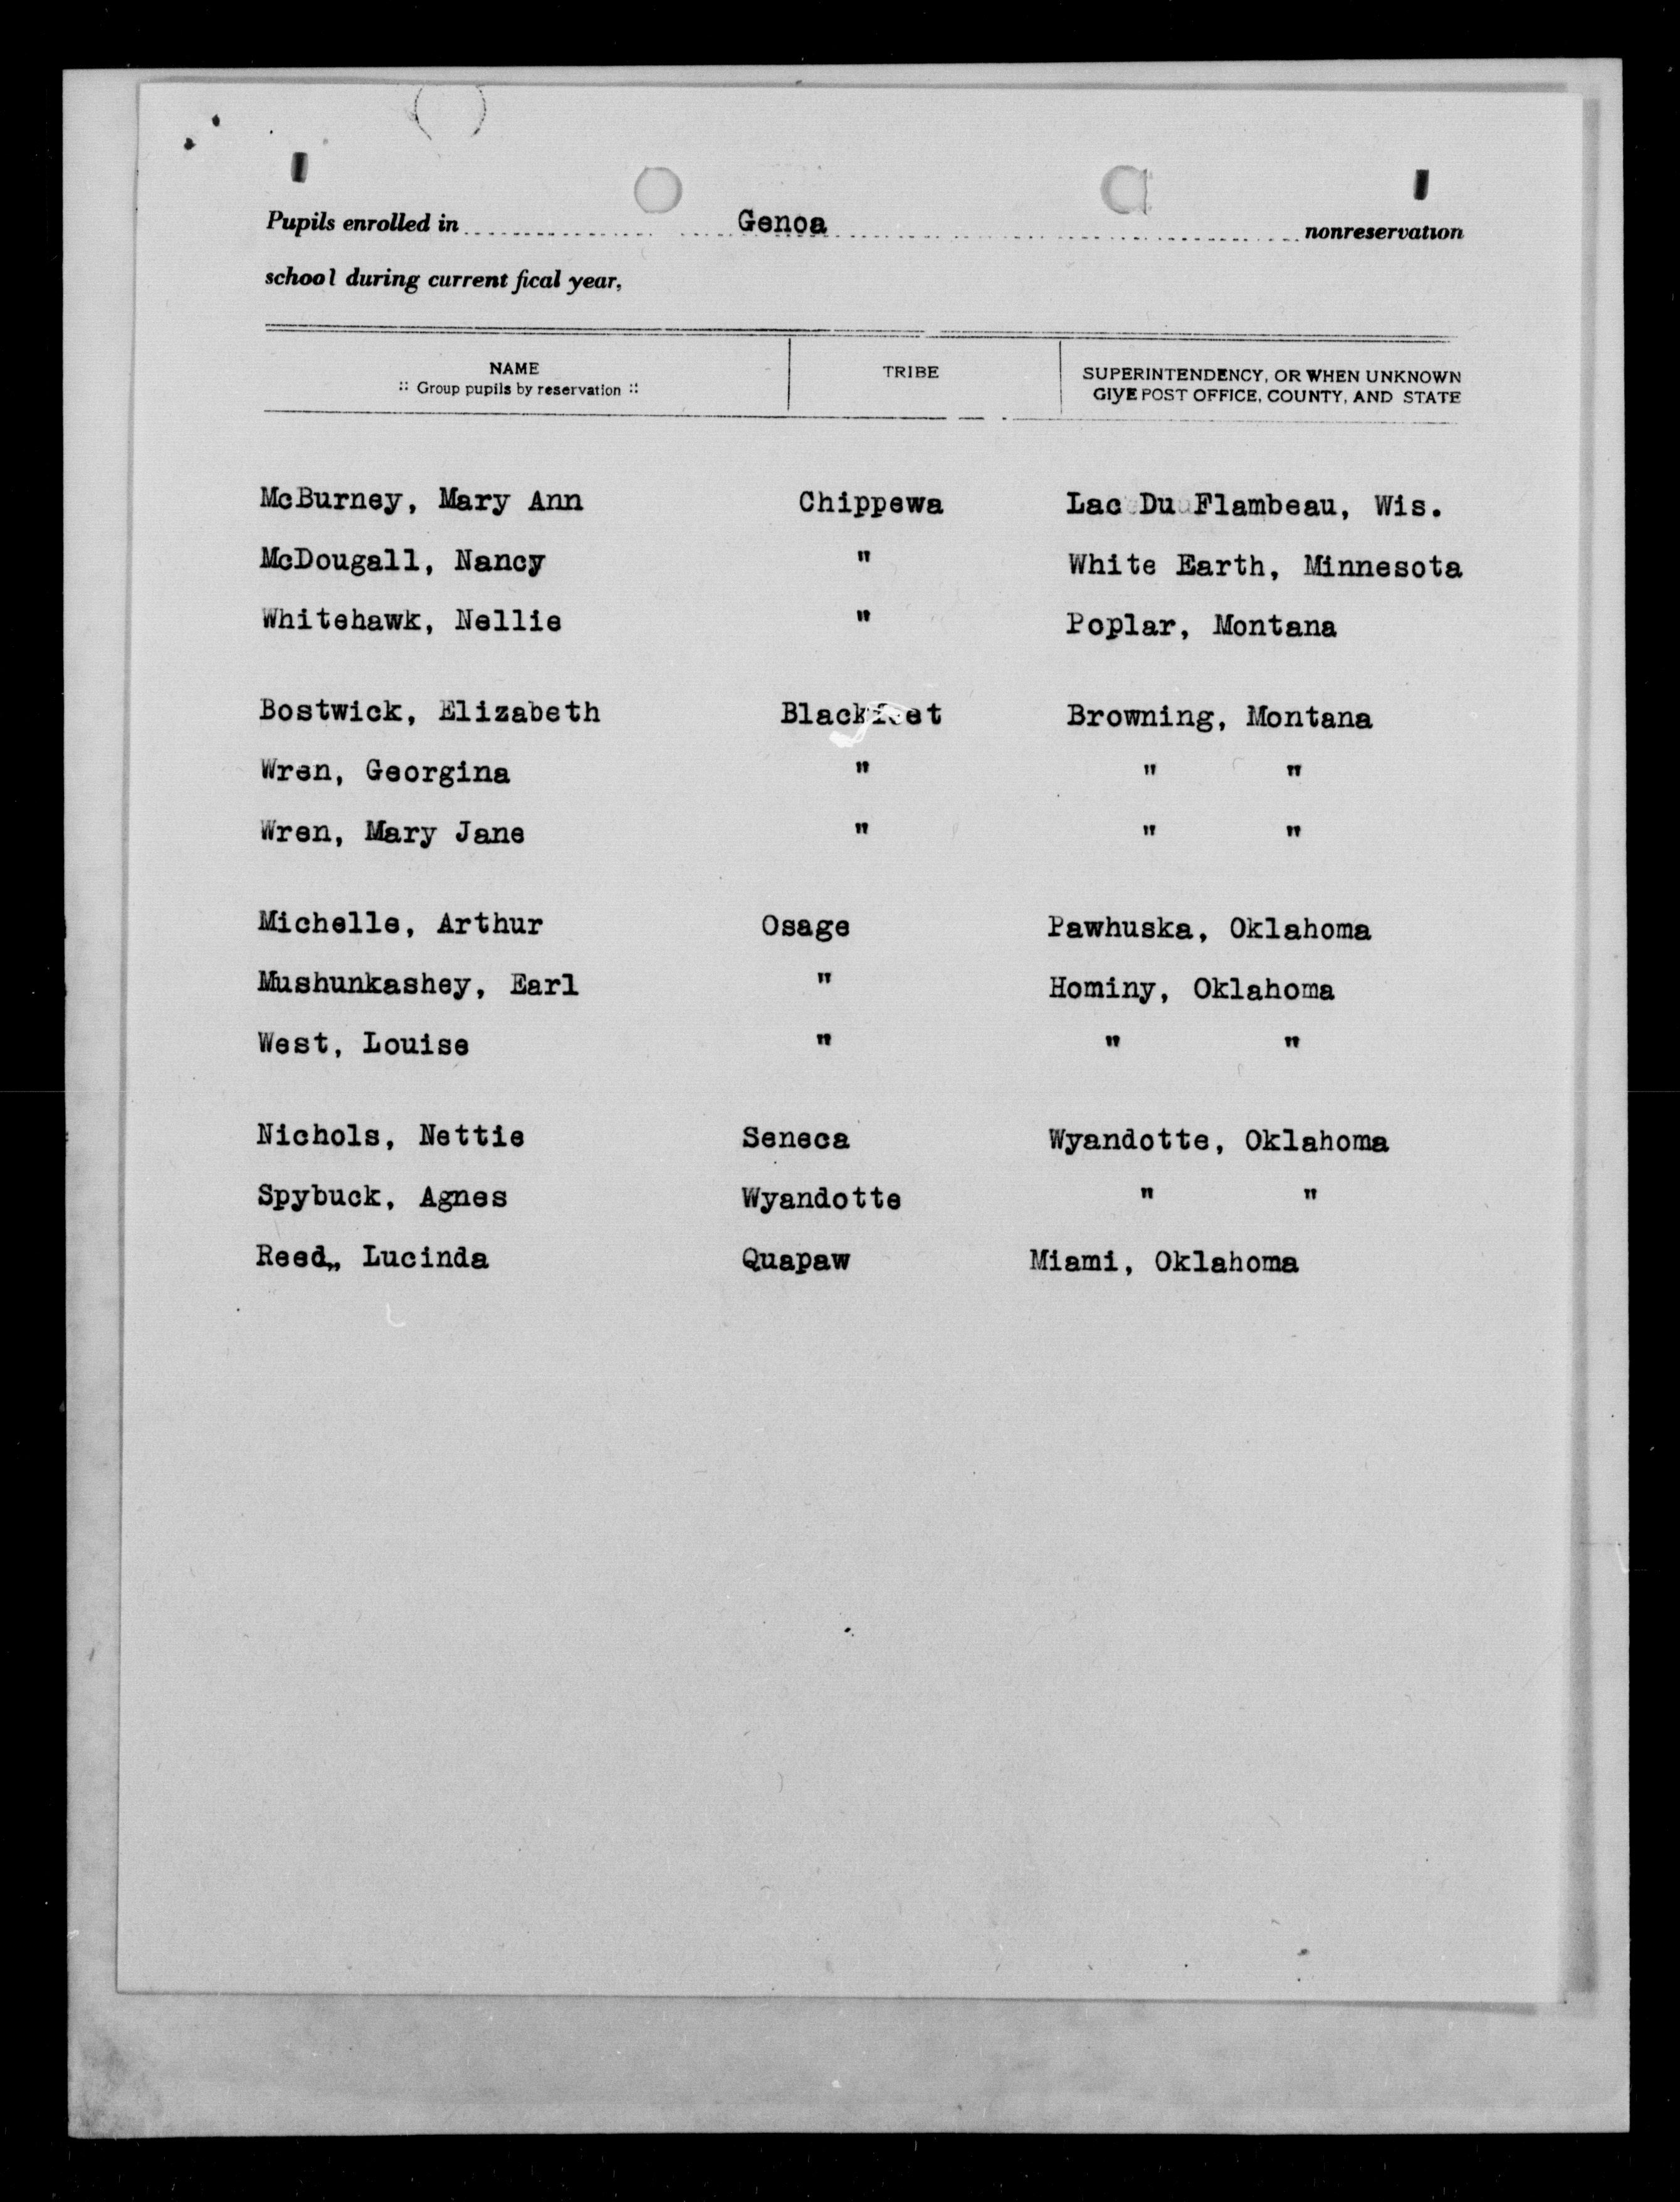 Pupils enrolled in Genoa nonreservation
school during current fical year,
NAME TRIBE SUPERINTENDENCY, OR WHEN UNKNOWN
:: Group pupils by reservation :: GIVE POST OFFICE, COUNTY, AND STATE
McBurney, Mary Ann Chippewa Lac Du Flambeau, Wis.
McDougall, Nancy " White Earth, Minnesota
Whitehawk, Nellie " Poplar, Montana
Bostwick, Elizabeth Blackfeet Browning, Montana
Wren, Georgina " " "
Wren, Mary Jane " " "
Michelle, Arthur Osage Pawhuska, Oklahoma
Mushunkashey, Earl " Hominy, Oklahoma
West, Louise " " "
Nichols, Nettie Seneca Wyandotte, Oklahoma
Spybuck, Agnes Wyandotte " "
Reed,, Lucinda Quapaw Miami, Oklahoma